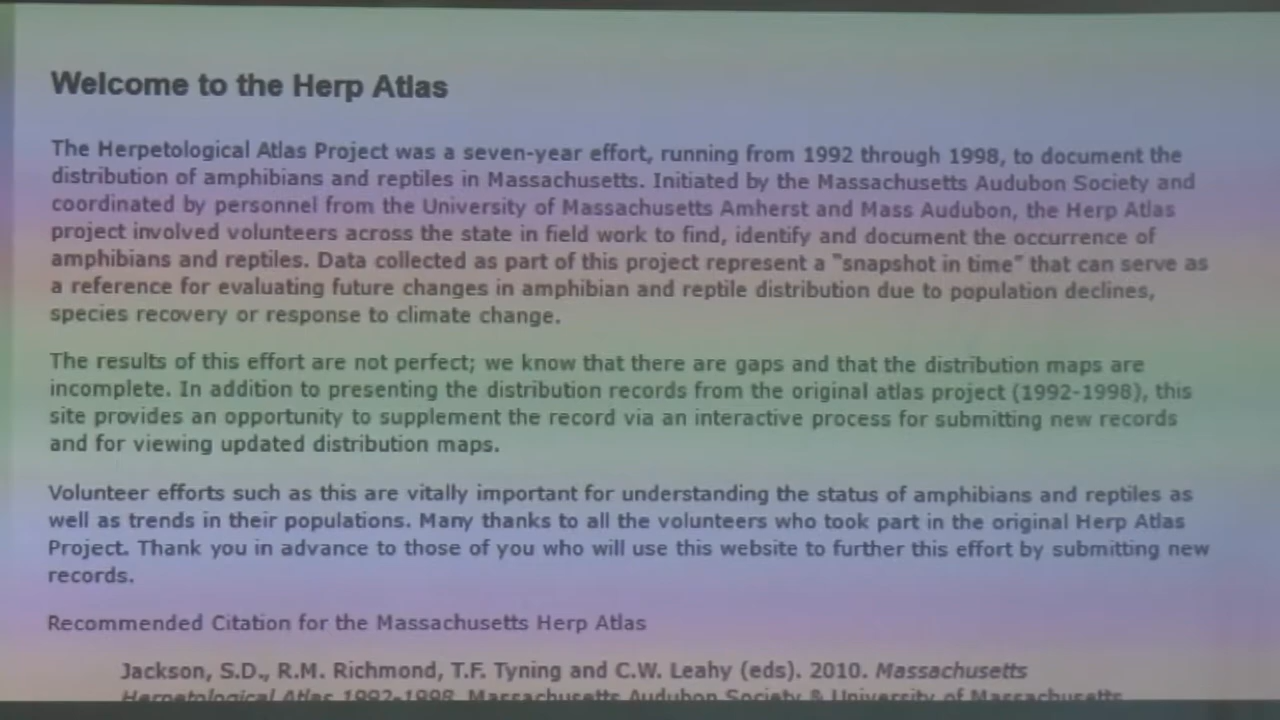 Welcome to the Herp Atlas
The Herpetological Atlas Project was a seven-year effort, running from 1992 through 1998, to document the
distribution of amphibians and reptiles in Massachusetts. Initiated by the Massachusetts Audubon Society and
coordinated by personnel from the University of Massachusetts Amherst and Mass Audubon, the Herp Atlas
project involved volunteers across the state in field work to find, identify and document the occurrence of
amphibians and reptiles. Data collected as part of this project represent a "snapshot in time" that can serve as
a reference for evaluating future changes in amphibian and reptile distribution due to population declines,
species recovery or response to climate change.
The results of this effort are not perfect; we know that there are gaps and that the distribution maps are
incomplete. In addition to presenting the distribution records from the original atlas project (1992-1998), this
site provides an opportunity to supplement the record via an interactive process for submitting new records
and for viewing updated distribution maps.
Volunteer efforts such as this are vitally important for understanding the status of amphibians and reptiles as
well as trends in their populations. Many thanks to all the volunteers who took part in the original Herp Atlas
Project. Thank you in advance to those of you who will use this website to further this effort by submitting new
records.
Recommended Citation for the Massachusetts Herp Atlas
Jackson, S.D., R.M. Richmond, T.F. Tyning and C.W. Leahy (eds). 2010. Massachusetts
Herpetological Atlas 1992-1998, Massachusetts Audubon Society & University of Massachusetts